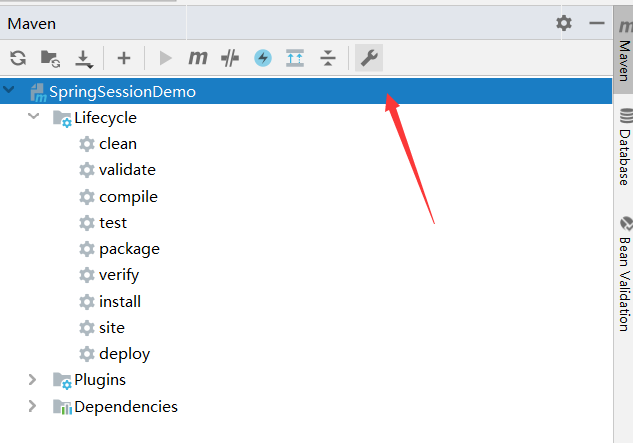 Maven
SpringSessionDemo
Lifecycle
clean
validate
compile
test
package
verify
install
site
deploy
Plugins
Dependencies
Maven
Database
Bean Validation